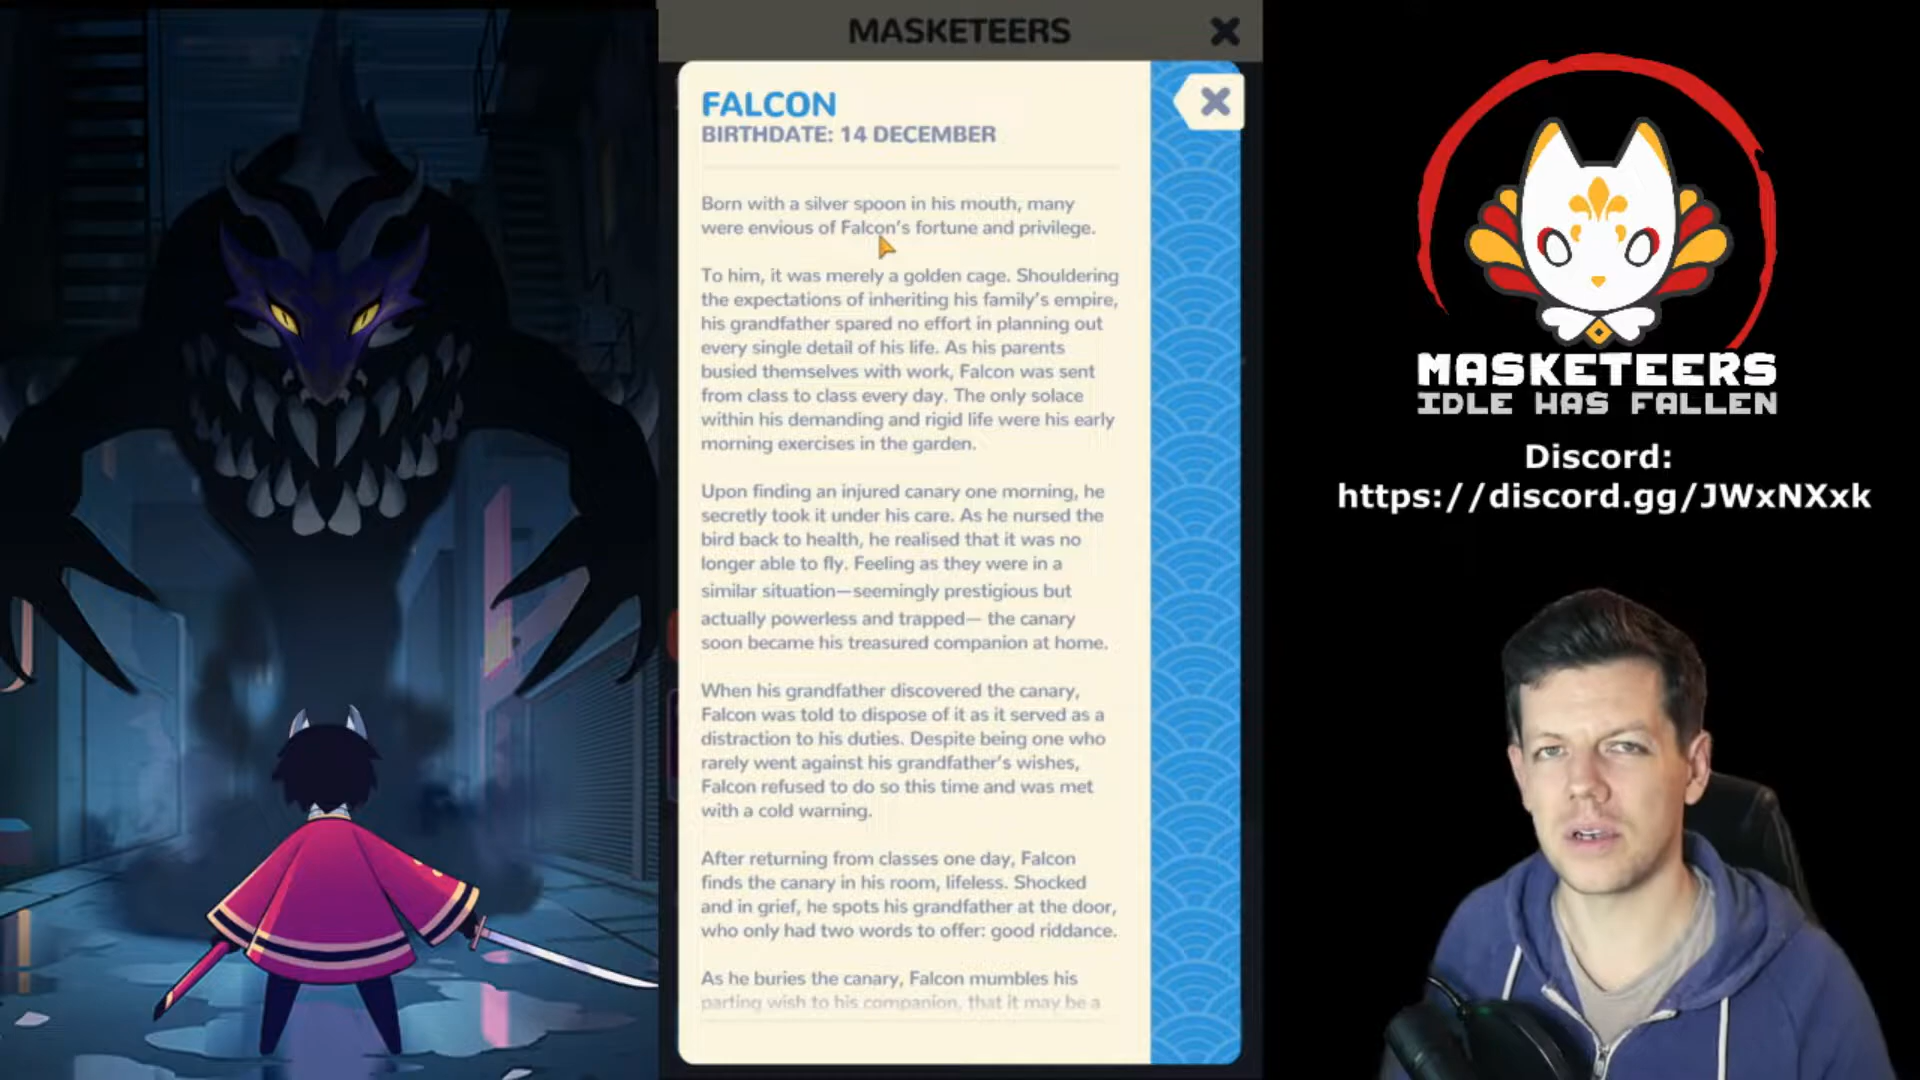 MASKETEERS
FALCON
BIRTHDATE: 14 DECEMBER
Born with a silver spoon in his mouth, many
were envious of Falcon's fortune and privilege.
To him, it was merely a golden cage. Shouldering
the expectations of inheriting his family's empire,
his grandfather spared no effort in planning out
every single detail of his life. As his parents
busied themselves with work, Falcon was sent
from class to class every day. The only solace
within his demanding and rigid life were his early
morning exercises in the garden.
Upon finding an injured canary one morning, he
secretly took it under his care. As he nursed the
bird back to health, he realised that it was no
longer able to fly. Feeling as they were in a
similar situation—seemingly prestigious but
actually powerless and trapped— the canary
soon became his treasured companion at home.
When his grandfather discovered the canary,
Falcon was told to dispose of it as it served as a
distraction to his duties. Despite being one who
rarely went against his grandfather's wishes,
Falcon refused to do so this time and was met
with a cold warning.
After returning from classes one day, Falcon
finds the canary in his room, lifeless. Shocked
and in grief, he spots his grandfather at the door,
who only had two words to offer: good riddance.
As he buries the canary, Falcon mumbles his
parting wish to his companion, that it may be a
MASKETEERS
IDLE HAS FALLEN
Discord:
https://discord.gg/JWxNXxk